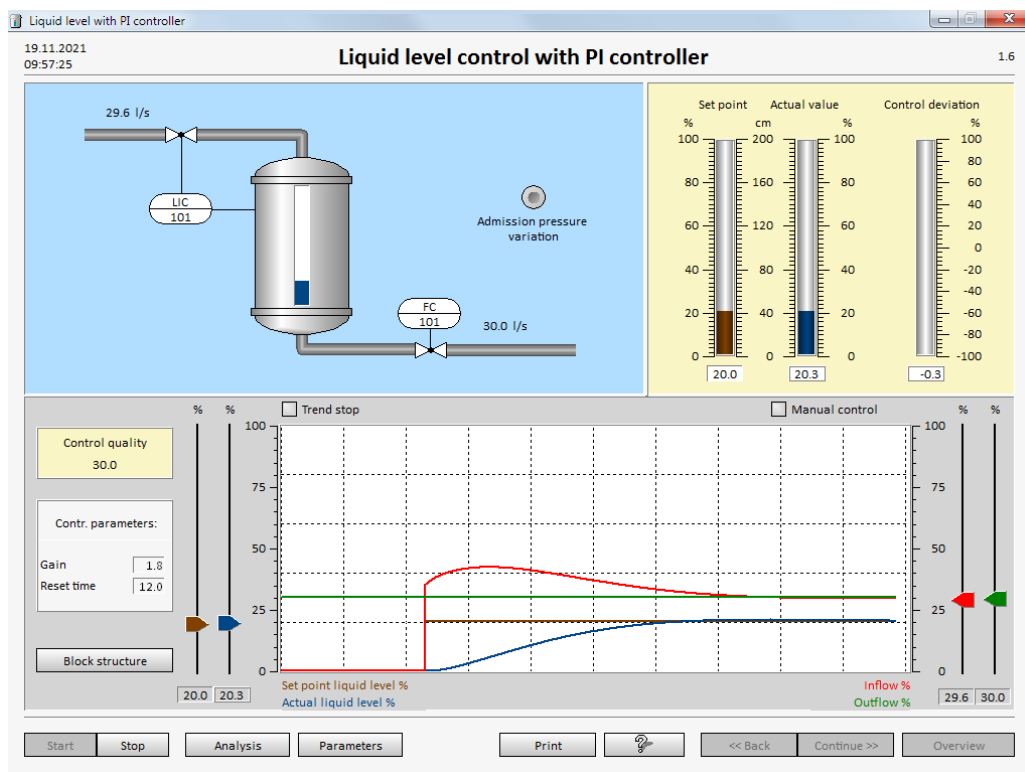 Liquid level with PI controller
19.11.2021
09:57:25
Liquid level control with PI controller
1.6
29.6 l/s
LIC
101
Admission pressure
variation
FC
101
30.0 l/s
Set point Actual value Control deviation
% cm % %
100 200 100 100
80
80 160 80 60
40
60 120 60 20
0
40 80 40 -20
-40
20 40 20 -60
-80
0 0 0 -100
20.0 20.3 -0.3
% % Trend stop Manual control % %
Control quality
30.0
Contr. parameters:
Gain 1.8
Reset time 12.0
Block structure
100 100
75 75
50 50
25 25
0 0
20.0 20.3
Set point liquid level %
Actual liquid level %
Inflow %
Outflow %
29.6 30.0
Start Stop Analysis Parameters Print ? << Back Continue >> Overview